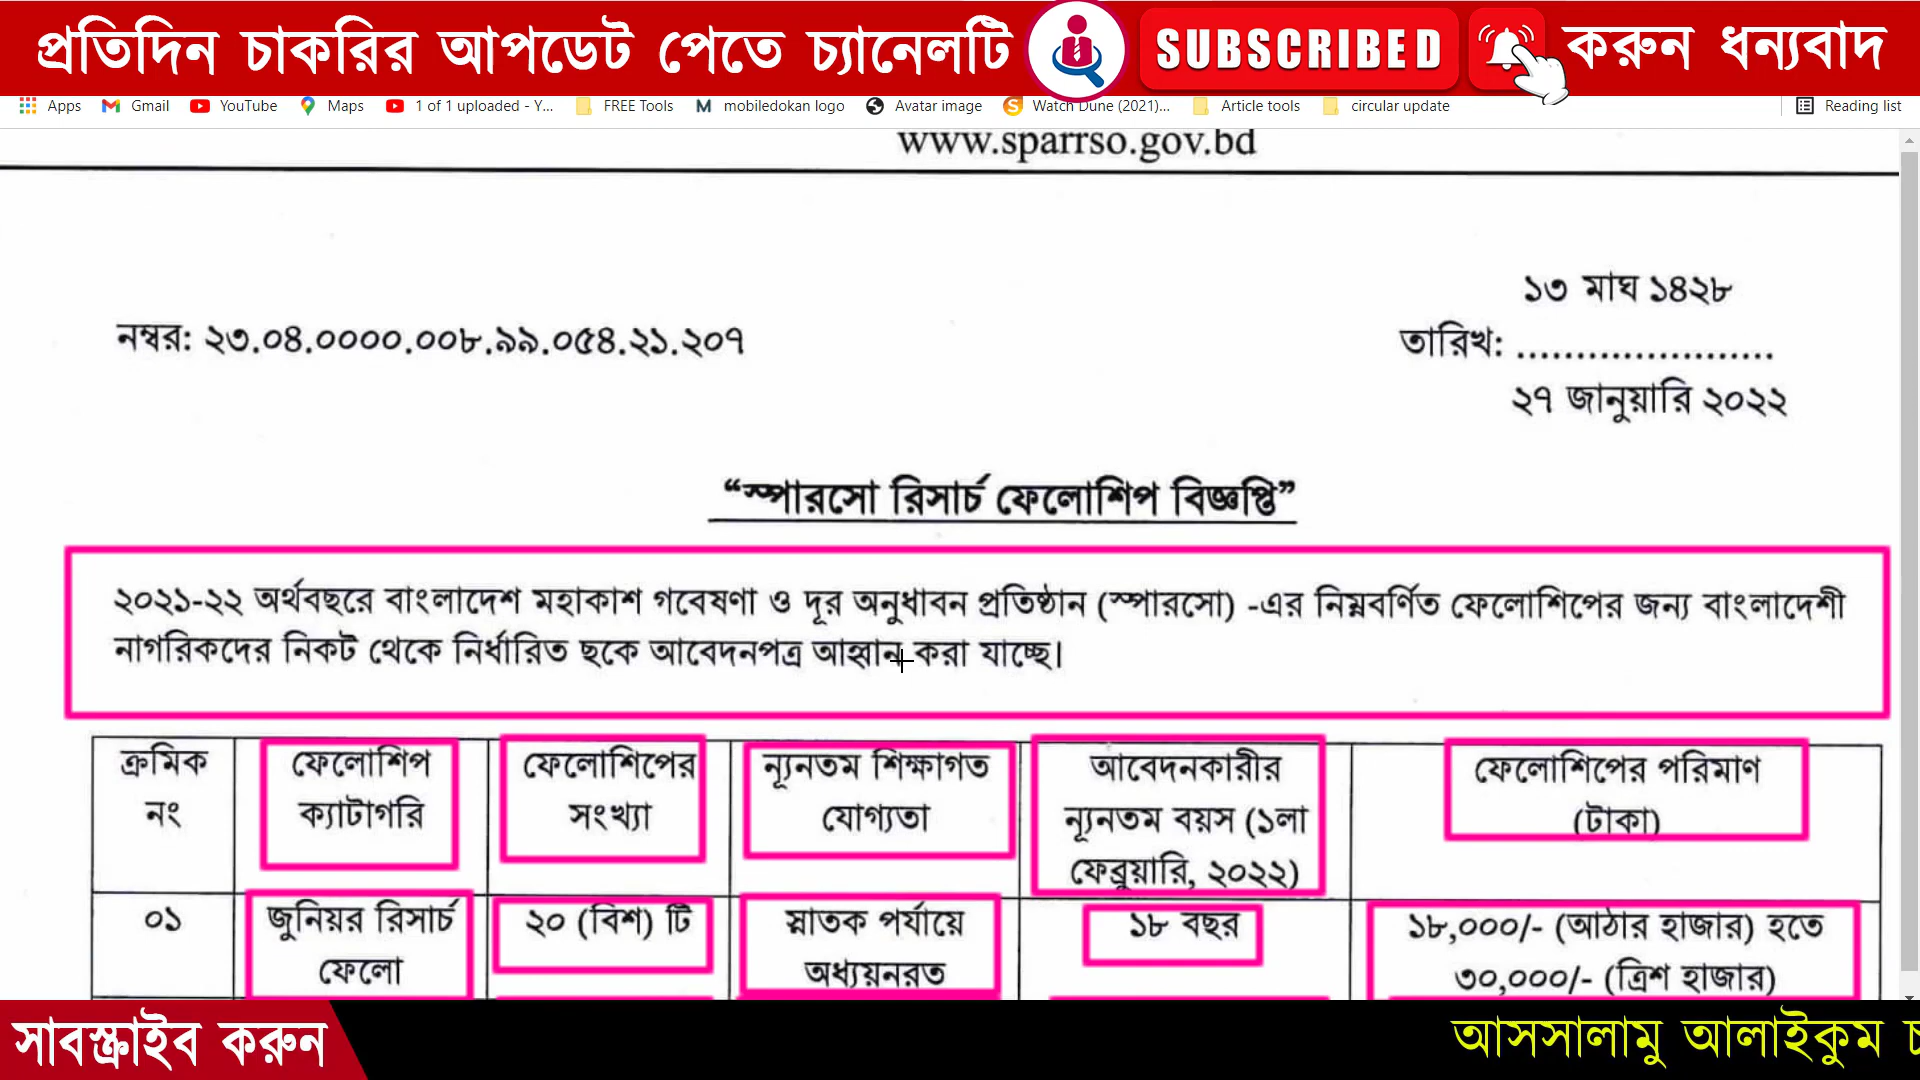 প্রতিদিন চাকরির আপডেট পেতে চ্যানেলটি SUBSCRIBED করুন ধন্যবাদ
Apps Gmail YouTube Maps 1 of 1 uploaded - Y... FREE Tools mobiledokan logo Avatar image Watch Dune (2021)... Article tools circular update Reading list
www.sparrso.gov.bd
১৩ মাঘ ১৪২৮
নম্বর: ২৩.০৪.০০০০.০০৮.৯৯.০৫৪.২১.২০৭
তারিখ: ......................
২৭ জানুয়ারি ২০২২
“স্পারসো রিসার্চ ফেলোশিপ বিজ্ঞপ্তি”
২০২১-২২ অর্থবছরে বাংলাদেশ মহাকাশ গবেষণা ও দূর অনুধাবন প্রতিষ্ঠান (স্পারসো) -এর নিম্নবর্ণিত ফেলোশিপের জন্য বাংলাদেশী
নাগরিকদের নিকট থেকে নির্ধারিত ছকে আবেদনপত্র আহ্বান করা যাচ্ছে।
ক্রমিক নং
ফেলোশিপ ক্যাটাগরি
ফেলোশিপের সংখ্যা
ন্যূনতম শিক্ষাগত যোগ্যতা
আবেদনকারীর ন্যূনতম বয়স (১লা ফেব্রুয়ারি, ২০২২)
ফেলোশিপের পরিমাণ (টাকা)
০১
জুনিয়র রিসার্চ ফেলো
২০ (বিশ) টি
স্নাতক পর্যায়ে অধ্যয়নরত
১৮ বছর
১৮,০০০/- (আঠার হাজার) হতে ৩০,০০০/- (ত্রিশ হাজার)
সাবস্ক্রাইব করুন
আসসালামু আলাইকুম